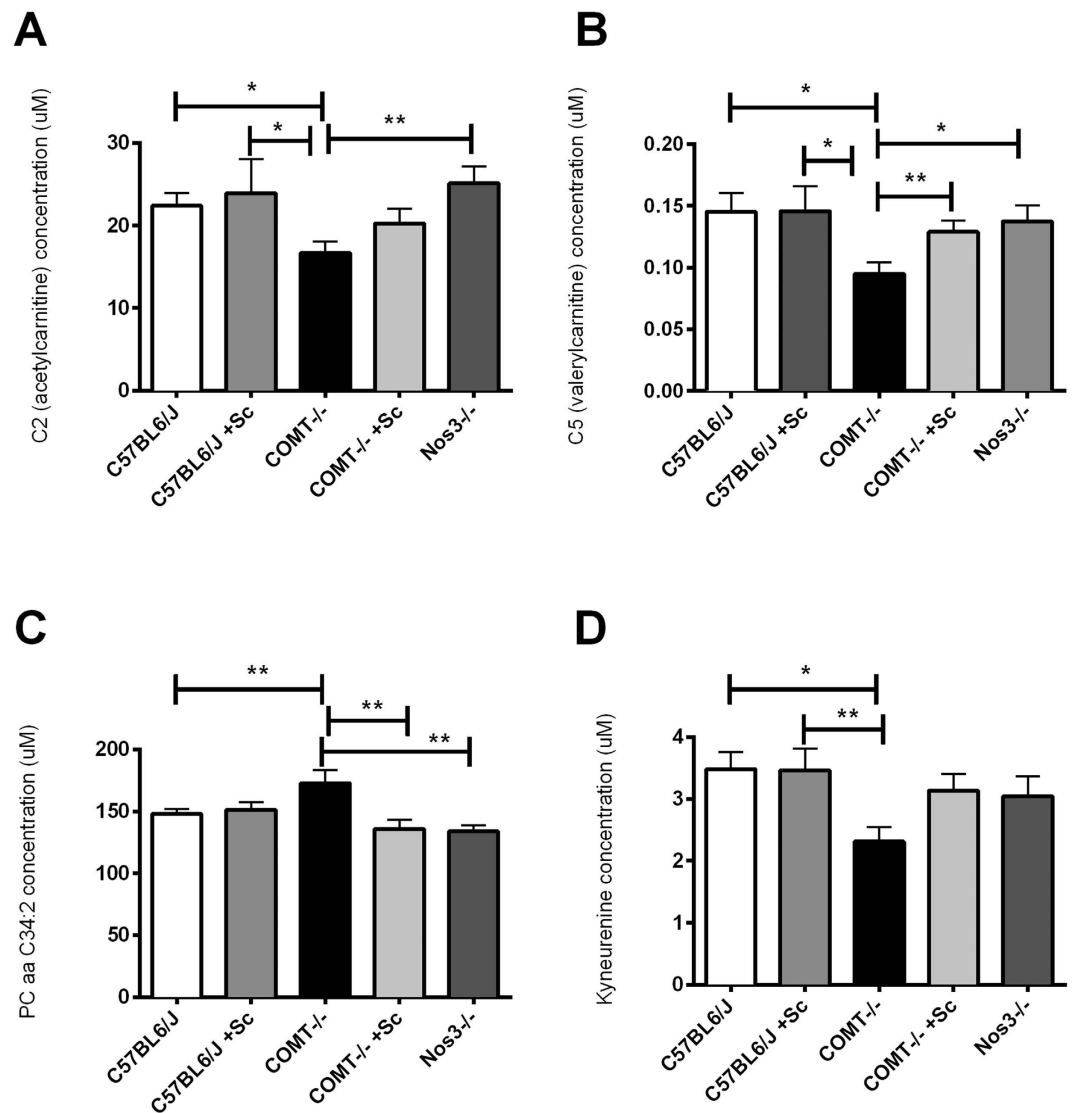 A
C2 (acetylcarnitine) concentration (uM)
*
*
**
30
20
10
0
C57BL6/J
C57BL6/J +Sc
COMT-/-
COMT-/- +Sc
Nos3-/-
B
C5 (valerylcarnitine) concentration (uM)
*
*
*
**
0.20
0.15
0.10
0.05
0.00
C57BL6/J
C57BL6/J +Sc
COMT-/-
COMT-/- +Sc
Nos3-/-
C
PC aa C34:2 concentration (uM)
**
**
**
200
150
100
50
0
C57BL6/J
C57BL6/J +Sc
COMT-/-
COMT-/- +Sc
Nos3-/-
D
Kyneurenine concentration (uM)
*
**
4
3
2
1
0
C57BL6/J
C57BL6/J +Sc
COMT-/-
COMT-/- +Sc
Nos3-/-